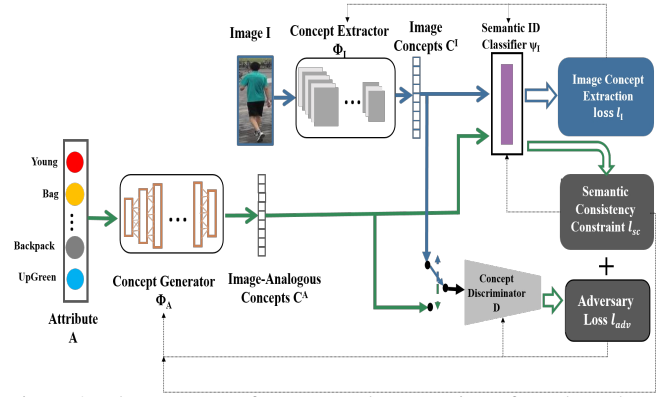 Image I
Concept Extractor
Φ_I
Image
Concepts C^I
Semantic ID
Classifier ψ_I
Image Concept
Extraction
loss l_I
Young
Bag
Backpack
UpGreen
Attribute
A
Concept Generator
Φ_A
Image-Analogous
Concepts C^A
Semantic
Consistency
Constraint l_sc
+
Concept
Discriminator
D
Adversary
Loss l_adv